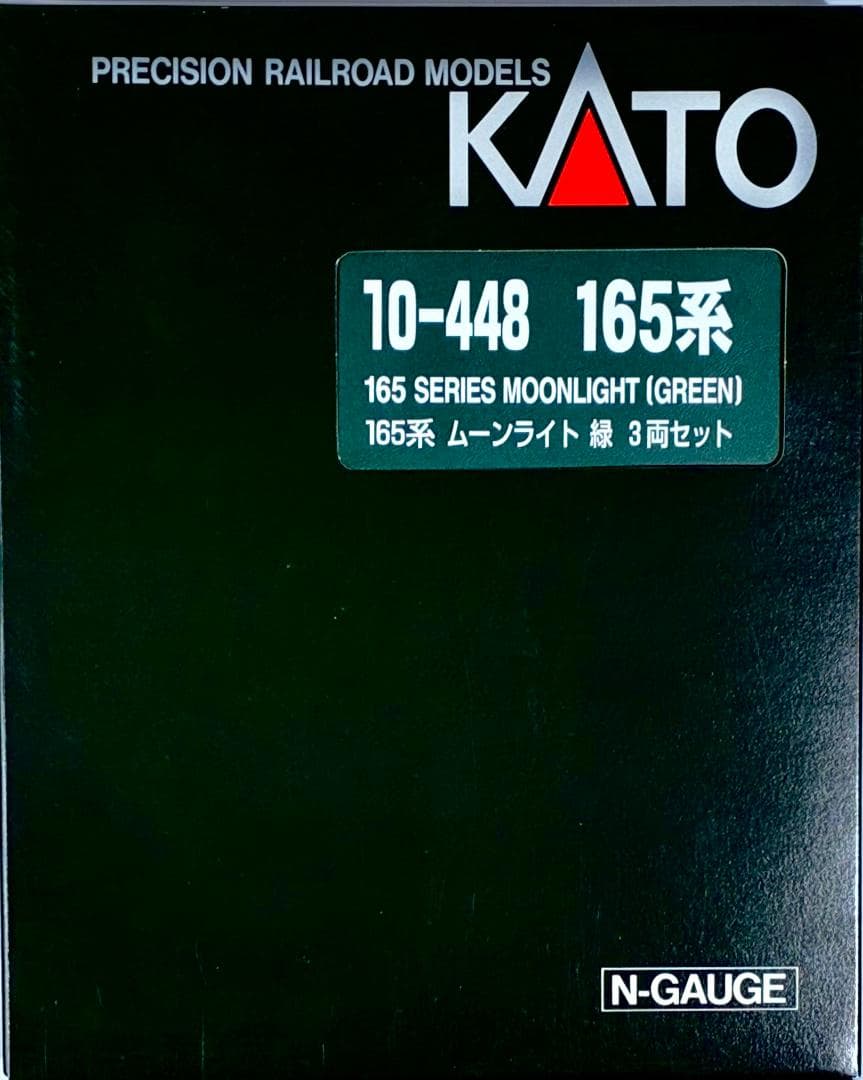 PRECISION RAILROAD MODELS
KATO
10-448 165系
165 SERIES MOONLIGHT (GREEN)
165系 ムーンライト 緑 3両セット
N-GAUGE